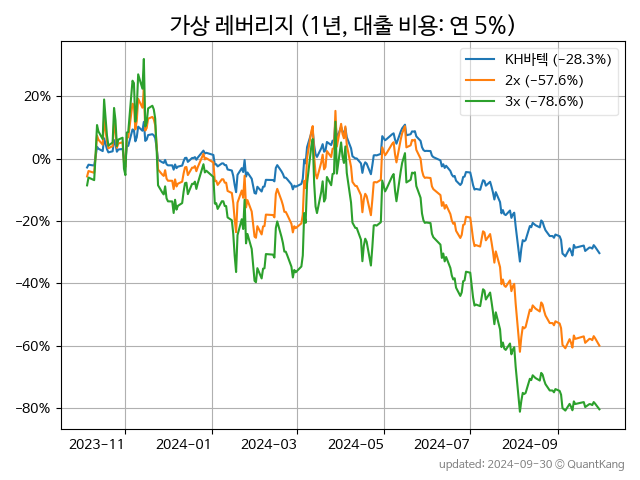 가상 레버리지 (1년, 대출 비용: 연 5%)
KH바텍 (−28.3%)
2x (−57.6%)
3x (−78.6%)
20%
0%
−20%
−40%
−60%
−80%
2023-11 2024-01 2024-03 2024-05 2024-07 2024-09
updated: 2024-09-30 © QuantKang